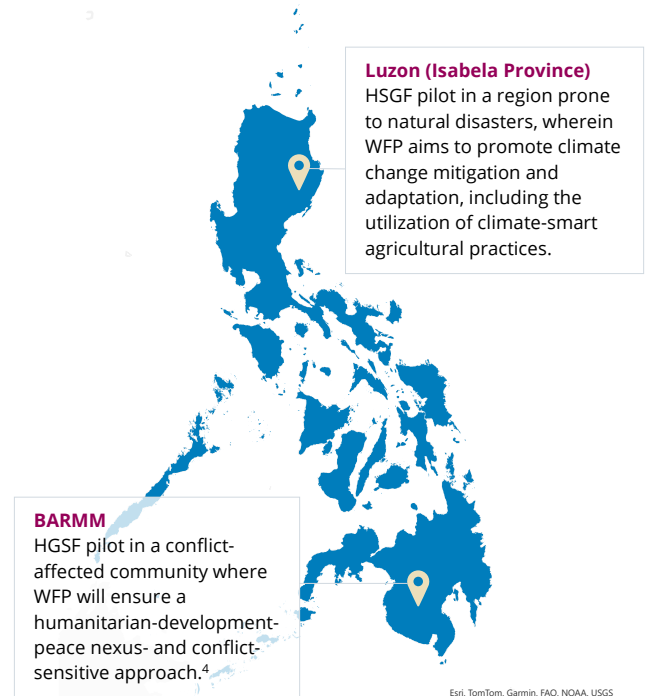 Luzon (Isabela Province)
HSGF pilot in a region prone
to natural disasters, wherein
WFP aims to promote climate
change mitigation and
adaptation, including the
utilization of climate-smart
agricultural practices.
BARMM
HGSF pilot in a conflict-
affected community where
WFP will ensure a
humanitarian-development-
peace nexus- and conflict-
sensitive approach.⁴
Esri, TomTom, Garmin, FAO, NOAA, USGS